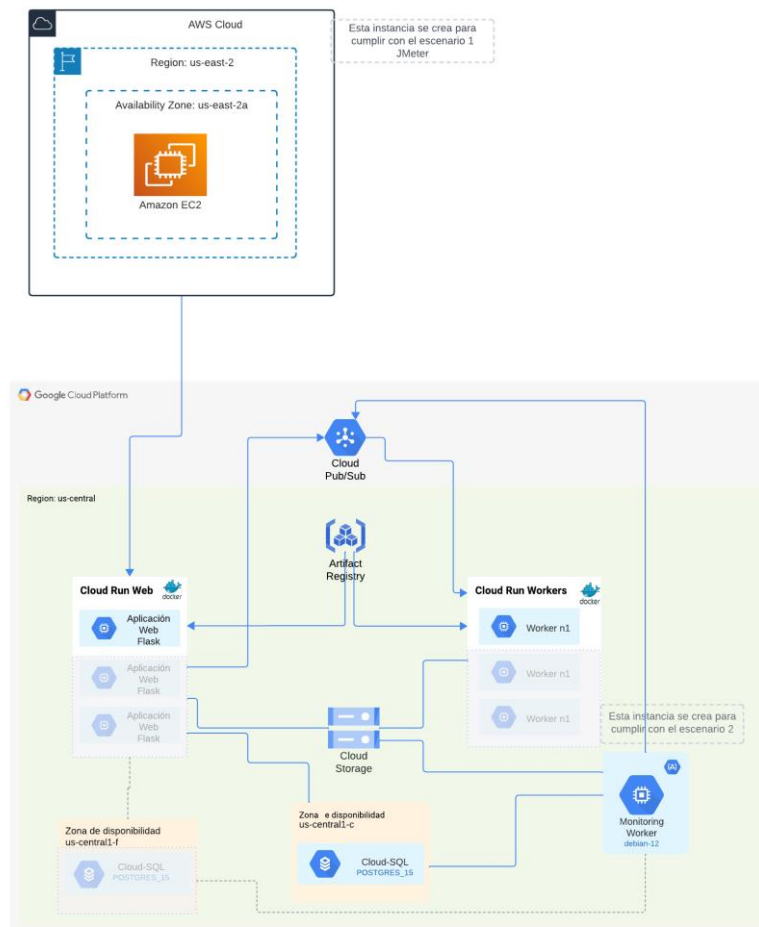 AWS Cloud
Esta instancia se crea para
cumplir con el escenario 1
JMeter
Region: us-east-2
Availability Zone: us-east-2a
Amazon EC2
Google Cloud Platform
Cloud
Pub/Sub
Region: us-central
Artifact
Registry
Cloud Run Web
docker
Aplicación
Web
Flask
Aplicación
Web
Flask
Aplicación
Web
Flask
Cloud Run Workers
docker
Worker n1
Worker n1
Worker n1
Cloud
Storage
Esta instancia se crea para
cumplir con el escenario 2
{A}
Monitoring
Worker
debian-12
Zona de disponibilidad
us-central1-f
Cloud-SQL
POSTGRES_15
Zona e disponibilidad
us-central1-c
Cloud-SQL
POSTGRES_15